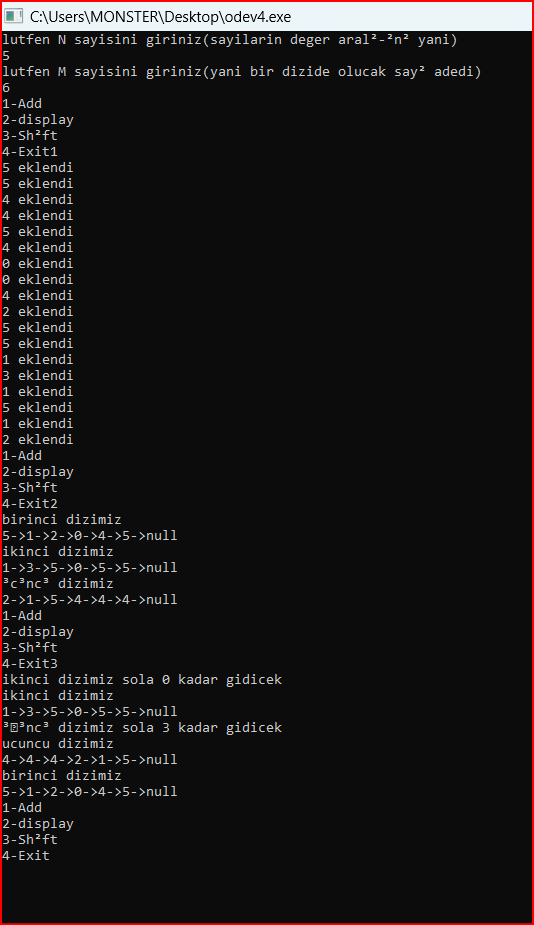 C:\Users\MONSTER\Desktop\odev4.exe
lutfen N sayisini giriniz(sayilarin deger aral²-²n² yani)
5
lutfen M sayisini giriniz(yani bir dizide olucak say² adedi)
6
1-Add
2-display
3-Sh²ft
4-Exit1
5 eklendi
5 eklendi
4 eklendi
4 eklendi
5 eklendi
4 eklendi
0 eklendi
0 eklendi
4 eklendi
2 eklendi
5 eklendi
5 eklendi
1 eklendi
3 eklendi
1 eklendi
5 eklendi
1 eklendi
2 eklendi
1-Add
2-display
3-Sh²ft
4-Exit2
birinci dizimiz
5->1->2->0->4->5->null
ikinci dizimiz
1->3->5->0->5->5->null
³c³nc³ dizimiz
2->1->5->4->4->4->null
1-Add
2-display
3-Sh²ft
4-Exit3
ikinci dizimiz sola 0 kadar gidicek
ikinci dizimiz
1->3->5->0->5->5->null
³⍰³nc³ dizimiz sola 3 kadar gidicek
ucuncu dizimiz
4->4->4->2->1->5->null
birinci dizimiz
5->1->2->0->4->5->null
1-Add
2-display
3-Sh²ft
4-Exit